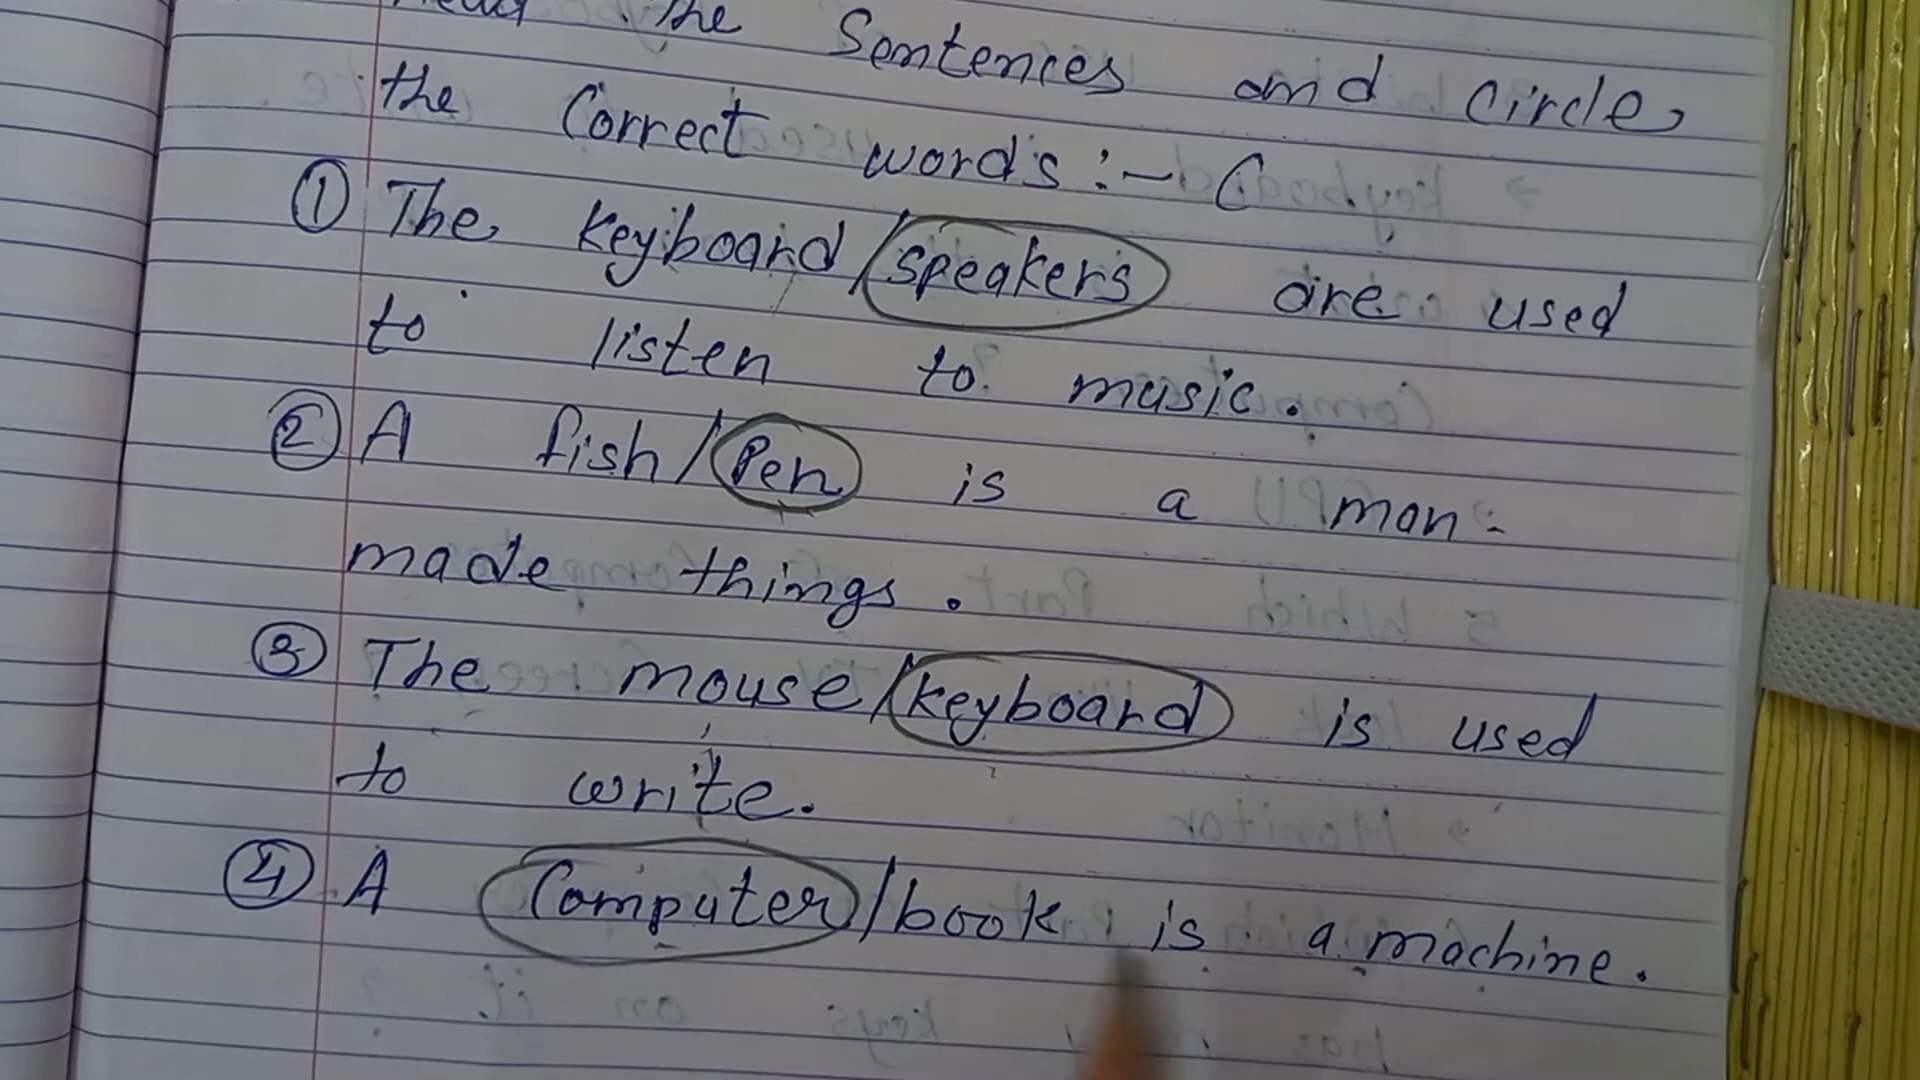 Read the Sentences and circle
the Correct words :- C
① The keyboard/speakers are used
to listen to music.
② A fish/Pen is a man-
made things.
③ The mouse/keyboard is used
to write.
④ A Computer/book is a machine.